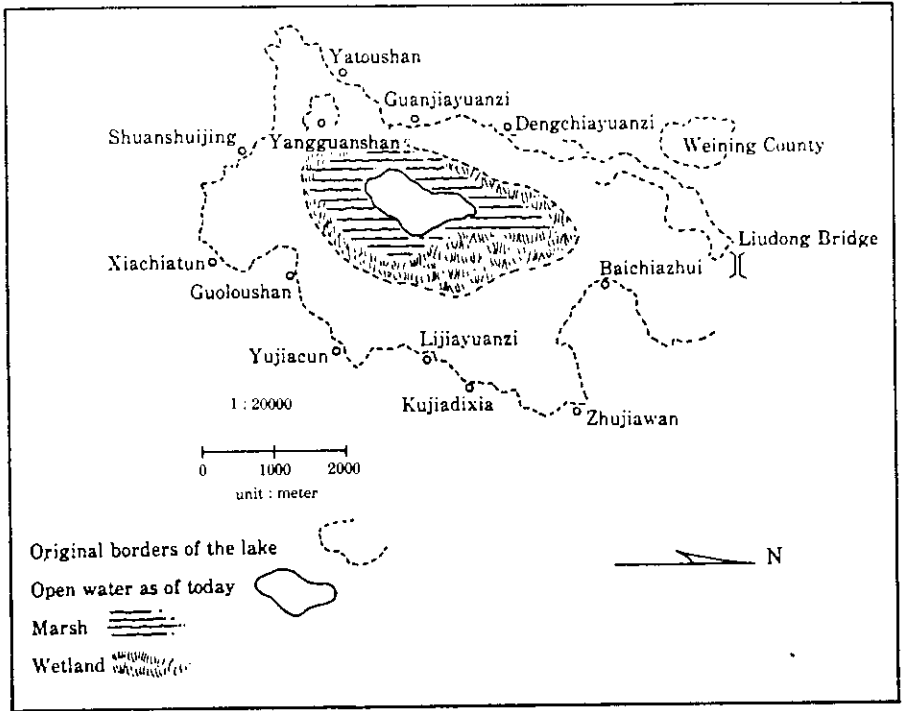 Yatoushan
Guanjiayuanzi
Dengchiayuanzi
Shuanshuijing
Yangguanshan
Weining County
Liudong Bridge
Xiachiatun
Baichiazhui
Guoloushan
Yujiacun
Lijiayuanzi
1 : 20000
Kujiadixia
Zhujiawan
0 1000 2000
unit : meter
Original borders of the lake
N
Open water as of today
Marsh
Wetland